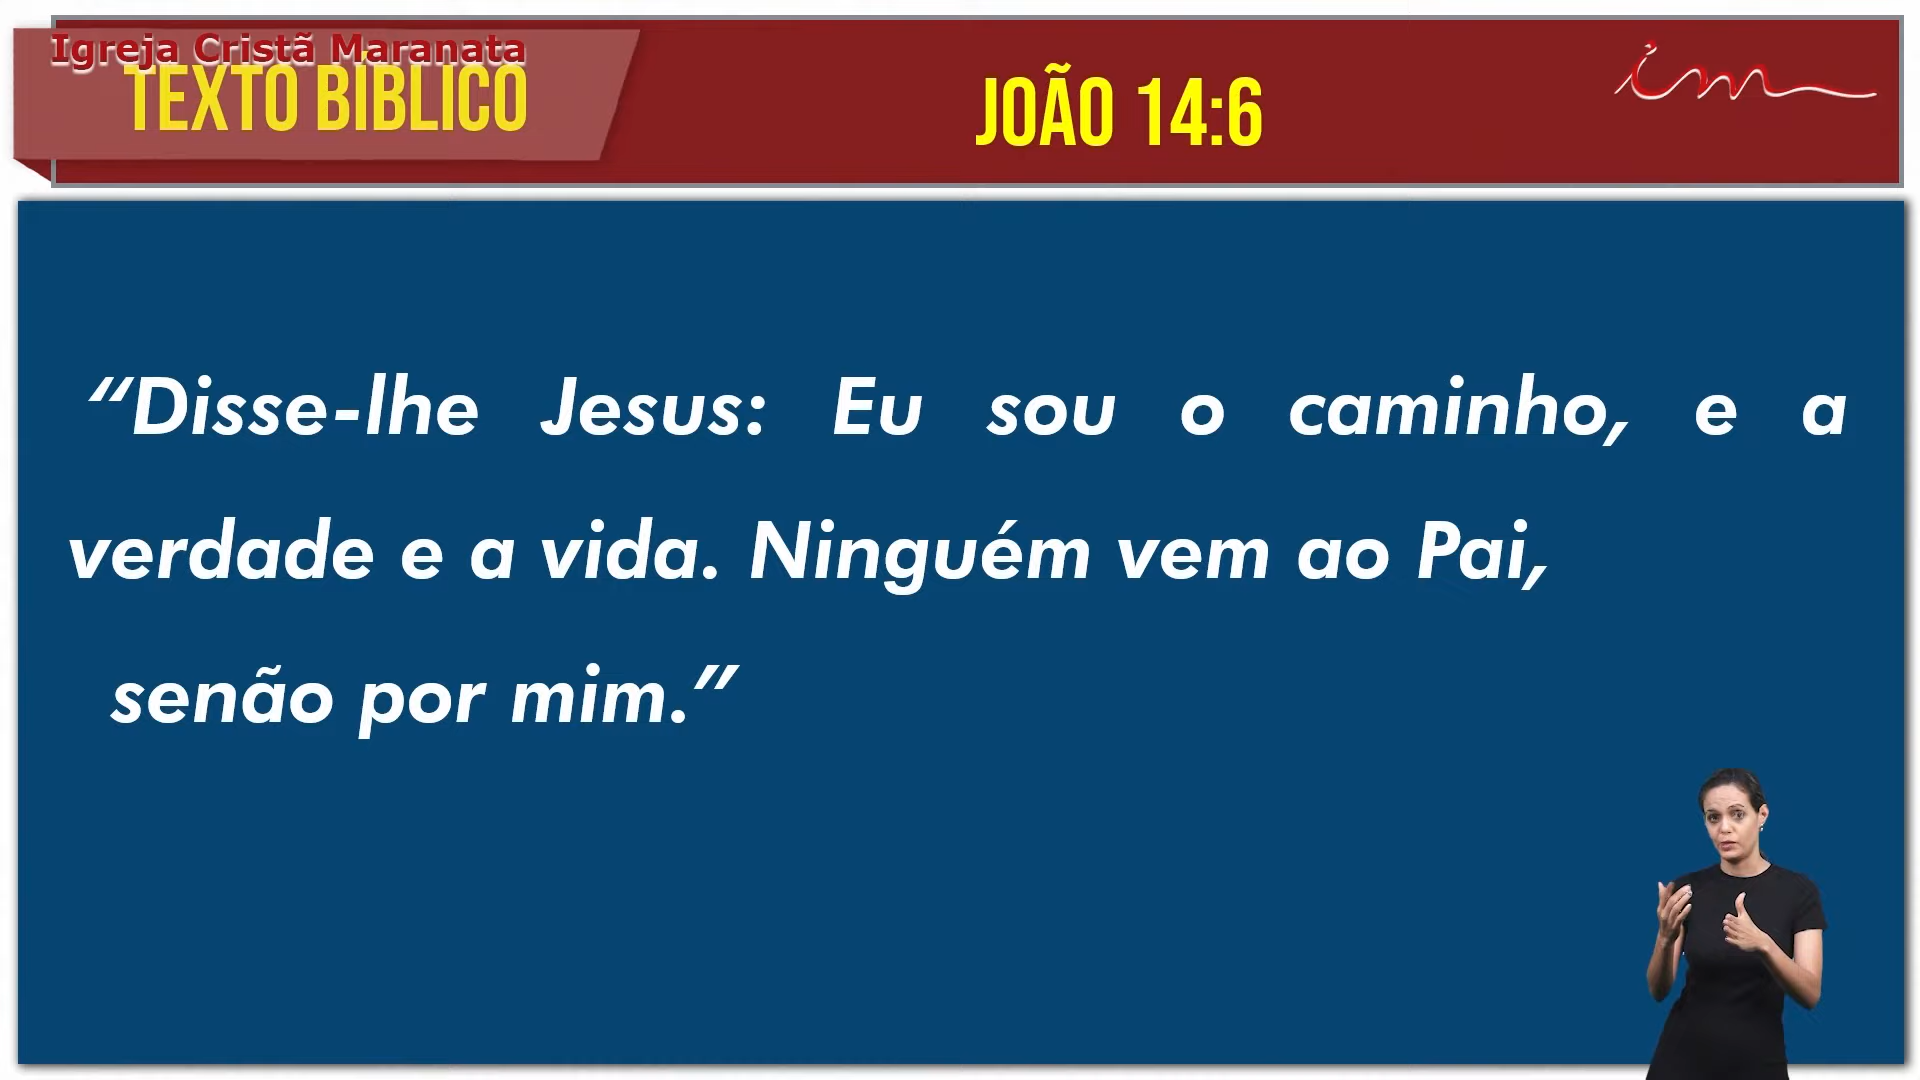 Igreja Cristã Maranata
TEXTO BÍBLICO
JOÃO 14:6
im
“Disse-lhe Jesus: Eu sou o caminho, e a
verdade e a vida. Ninguém vem ao Pai,
senão por mim.”